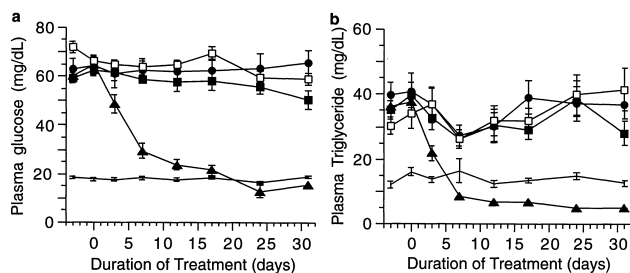 a
80
60
40
20
0
Plasma glucose (mg/dL)
0 5 10 15 20 25 30
Duration of Treatment (days)
b
60
40
20
0
Plasma Triglyceride (mg/dL)
0 5 10 15 20 25 30
Duration of Treatment (days)